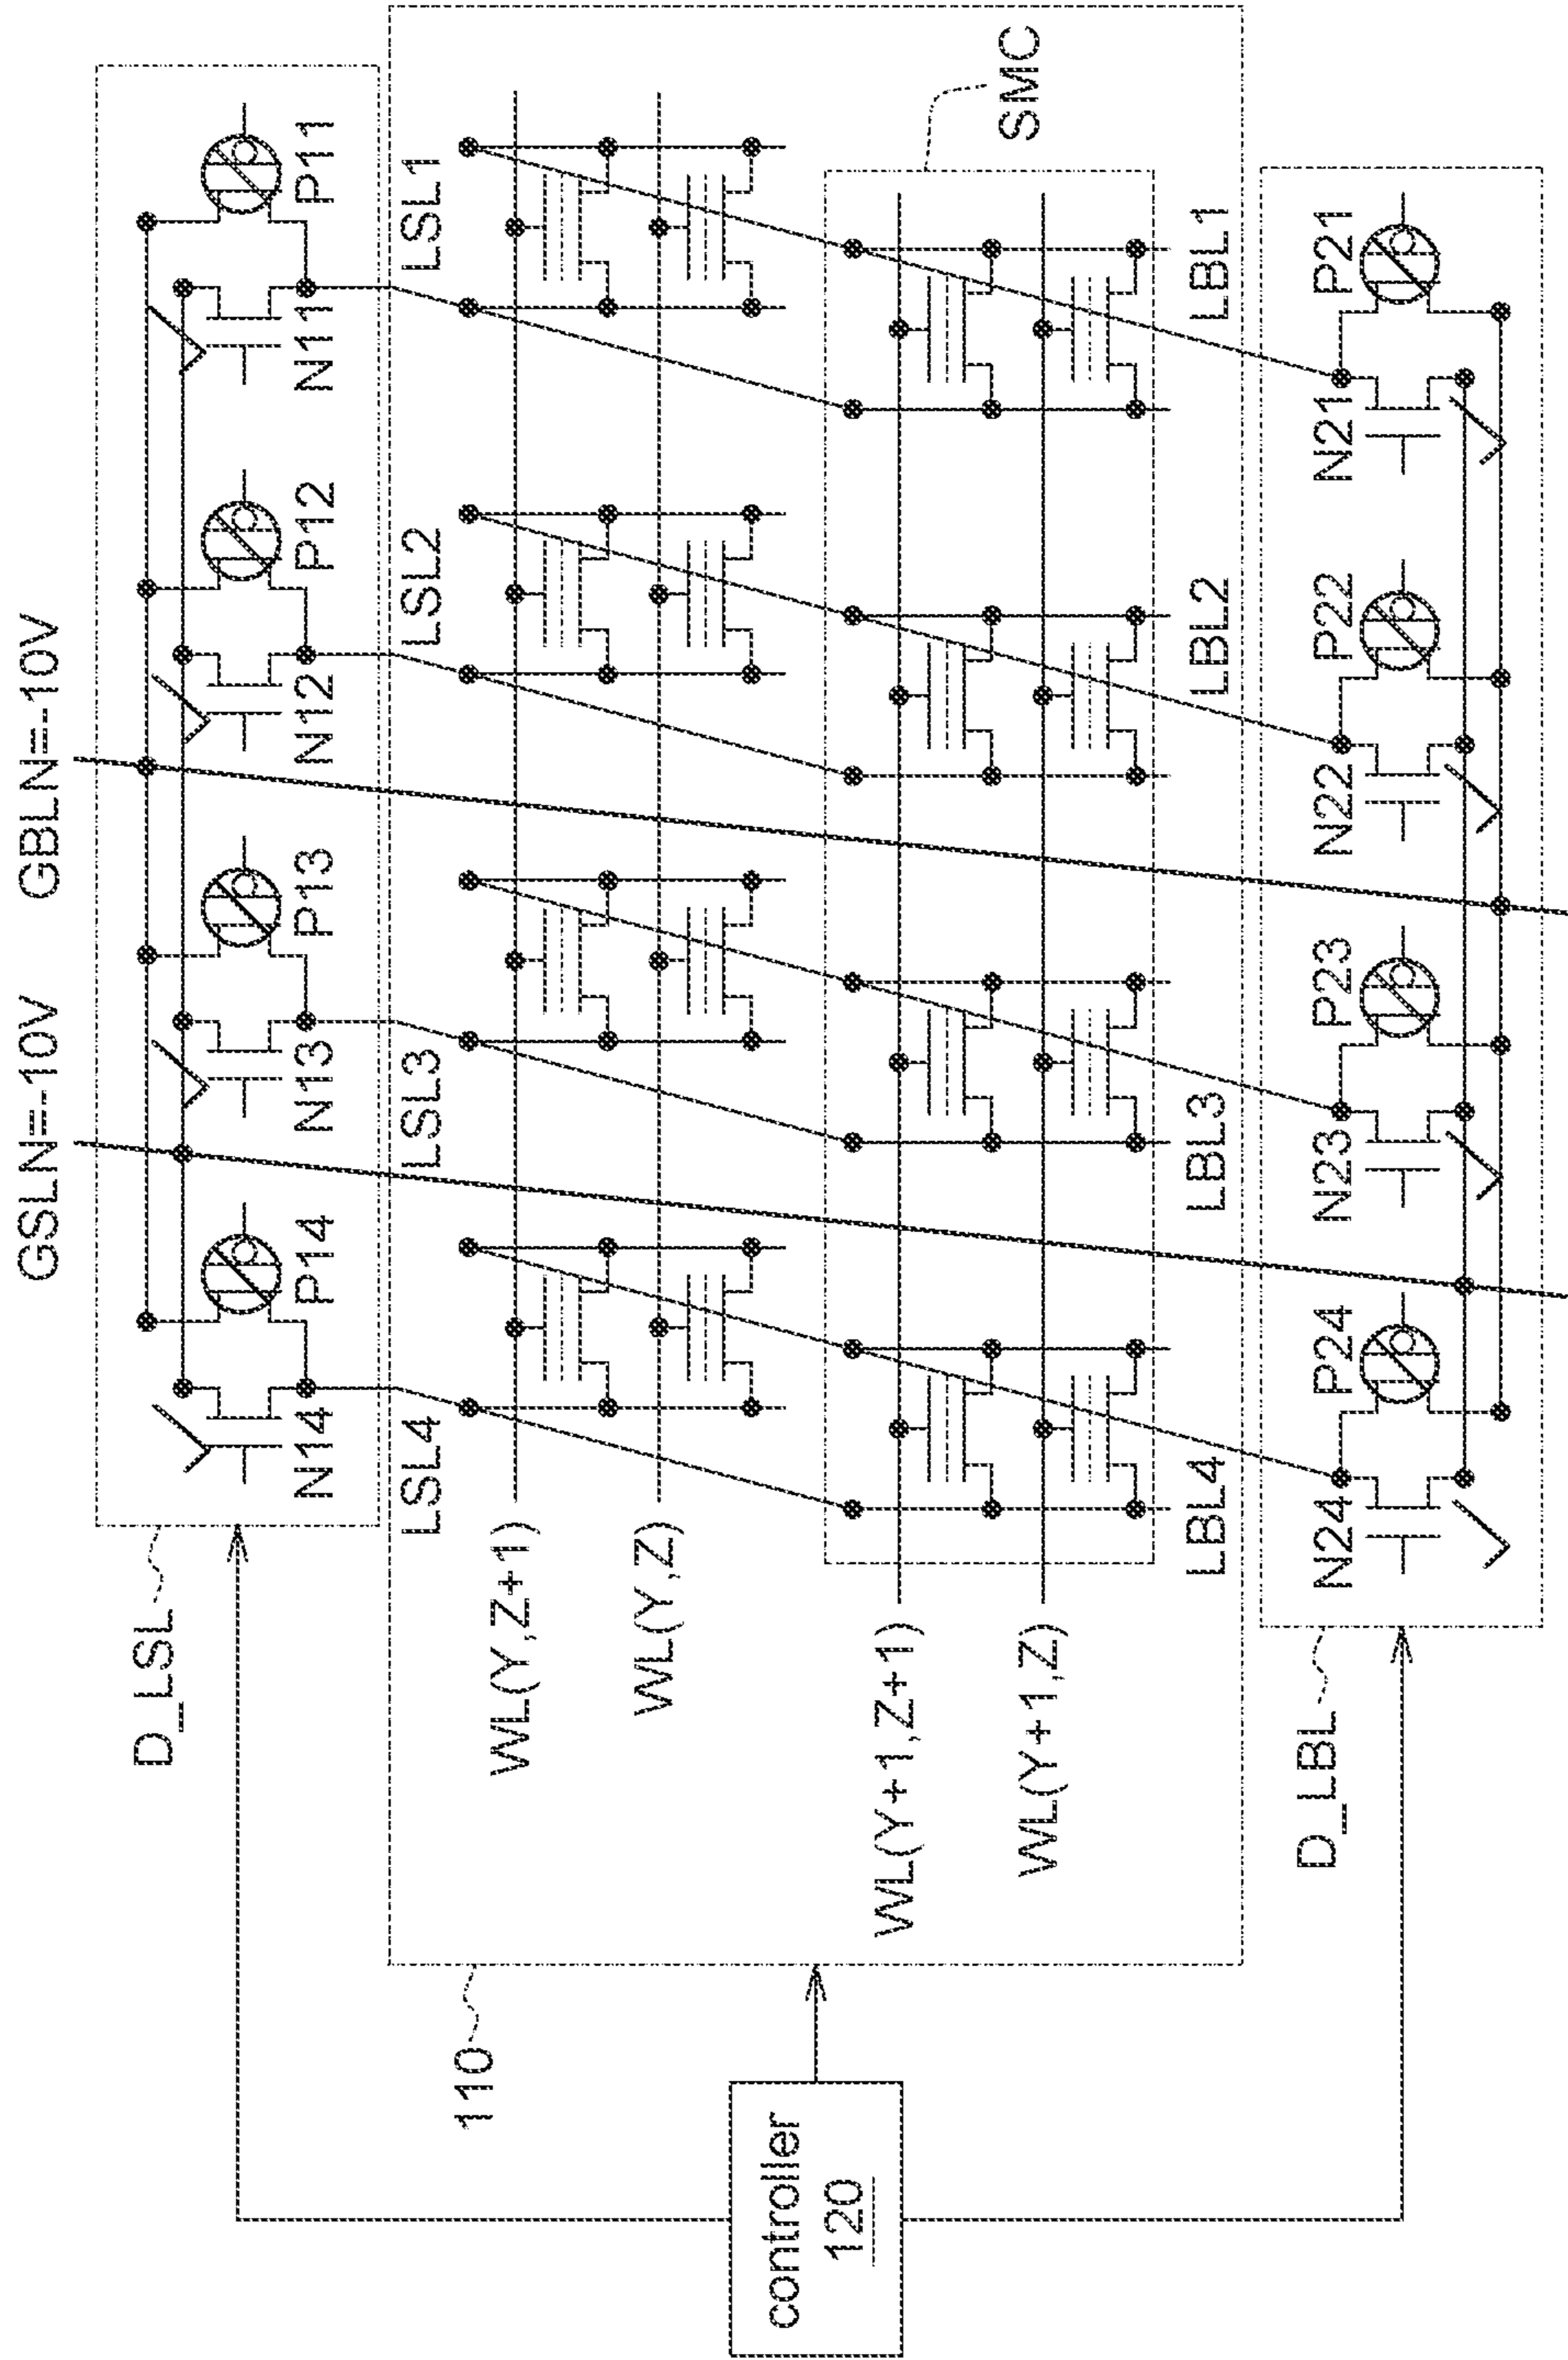 GSLN=-10V
GBLN=-10V
D_LSL
N14
P14
N13
P13
N12
P12
N11
P11
110
LSL4
LSL3
LSL2
LSL1
WL(Y,Z+1)
WL(Y,Z)
WL(Y+1,Z+1)
WL(Y+1,Z)
SMC
LBL4
LBL3
LBL2
LBL1
controller
120
D_LBL
N24
P24
N23
P23
N22
P22
N21
P21